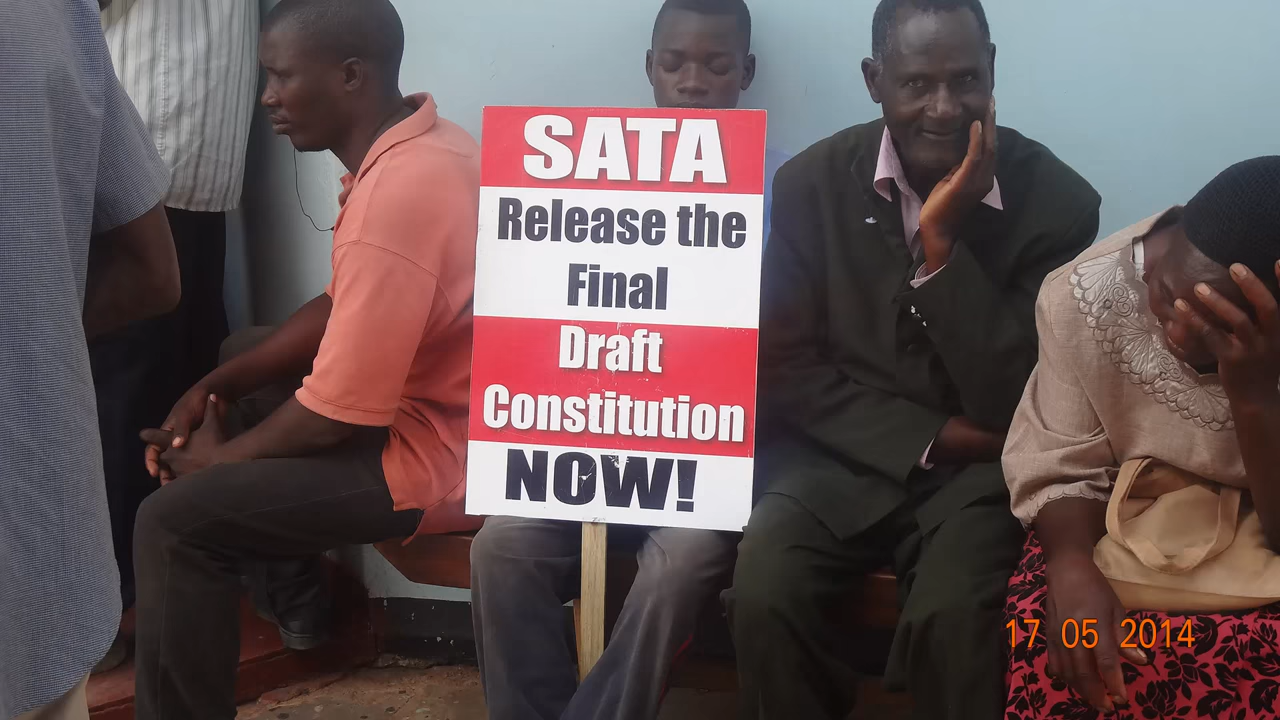 SATA
Release the
Final
Draft
Constitution
NOW!
17 05 2014